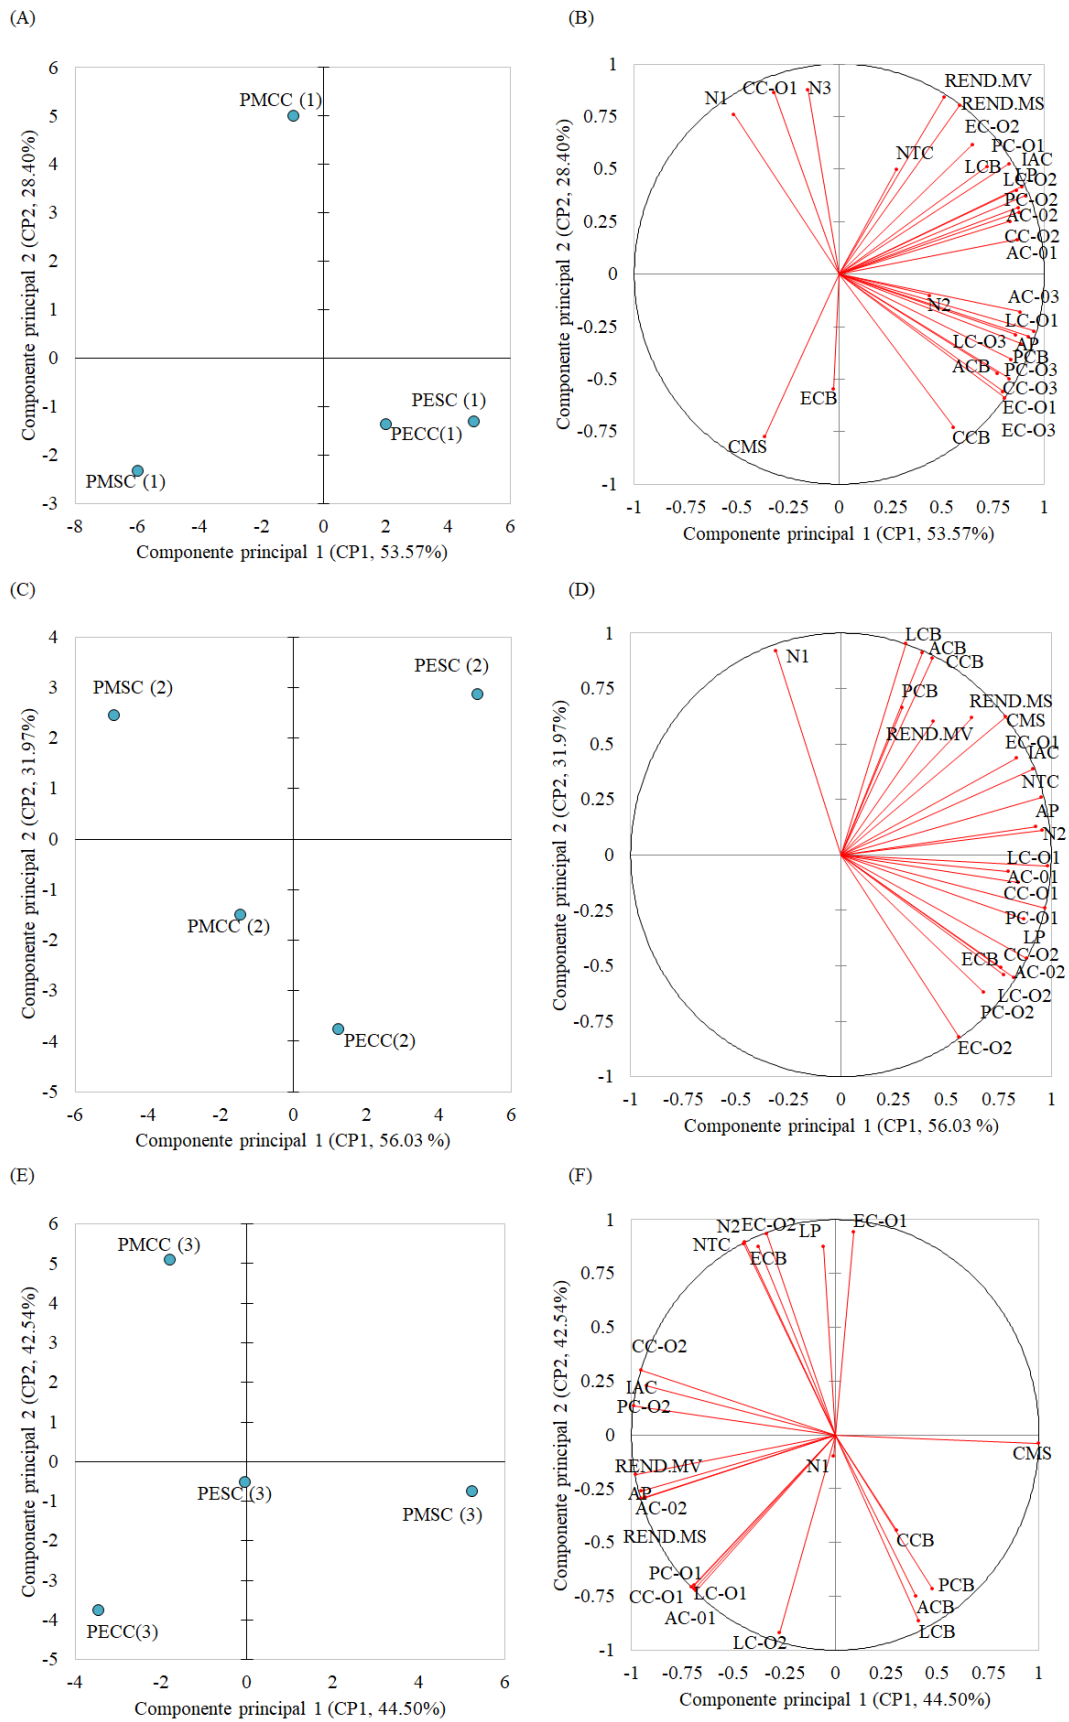 (A)
6
5
4
3
2
1
0
-1
-2
-3
-8
-6
-4
-2
0
2
4
6
PMCC (1)
PESC (1)
PECC(1)
PMSC (1)
Componente principal 2 (CP2, 28.40%)
Componente principal 1 (CP1, 53.57%)
(B)
1
0.75
0.5
0.25
0
-0.25
-0.5
-0.75
-1
-1
-0.75
-0.5
-0.25
0
0.25
0.5
0.75
1
N1
CC-O1
N3
REND.MV
REND.MS
EC-O2
PC-O1
NTC
LCB
IAC
LP
LC-O2
PC-O2
AC-02
CC-O2
AC-01
AC-03
N2
LC-O1
LC-O3
AP
PCB
ACB
PC-O3
CC-O3
EC-O1
ECB
EC-O3
CCB
CMS
Componente principal 2 (CP2, 28.40%)
Componente principal 1 (CP1, 53.57%)
(C)
4
3
2
1
0
-1
-2
-3
-4
-5
-6
-4
-2
0
2
4
6
PESC (2)
PMSC (2)
PMCC (2)
PECC(2)
Componente principal 2 (CP2, 31.97%)
Componente principal 1 (CP1, 56.03 %)
(D)
1
0.75
0.5
0.25
0
-0.25
-0.5
-0.75
-1
-1
-0.75
-0.5
-0.25
0
0.25
0.5
0.75
1
LCB
ACB
N1
CCB
PCB
REND.MS
CMS
REND.MV
EC-O1
IAC
NTC
AP
N2
LC-O1
AC-01
CC-O1
PC-O1
LP
CC-O2
ECB
AC-02
LC-O2
PC-O2
EC-O2
Componente principal 2 (CP2, 31.97%)
Componente principal 1 (CP1, 56.03 %)
(E)
6
5
4
3
2
1
0
-1
-2
-3
-4
-5
-4
-2
0
2
4
6
PMCC (3)
PESC (3)
PMSC (3)
PECC(3)
Componente principal 2 (CP2, 42.54%)
Componente principal 1 (CP1, 44.50%)
(F)
1
0.75
0.5
0.25
0
-0.25
-0.5
-0.75
-1
-1
-0.75
-0.5
-0.25
0
0.25
0.5
0.75
1
N2
EC-O2
LP
EC-O1
NTC
ECB
CC-O2
IAC
PC-O2
CMS
N1
REND.MV
AP
AC-02
REND.MS
CCB
PC-O1
PCB
CC-O1
LC-O1
ACB
AC-01
LCB
LC-O2
Componente principal 2 (CP2, 42.54%)
Componente principal 1 (CP1, 44.50%)